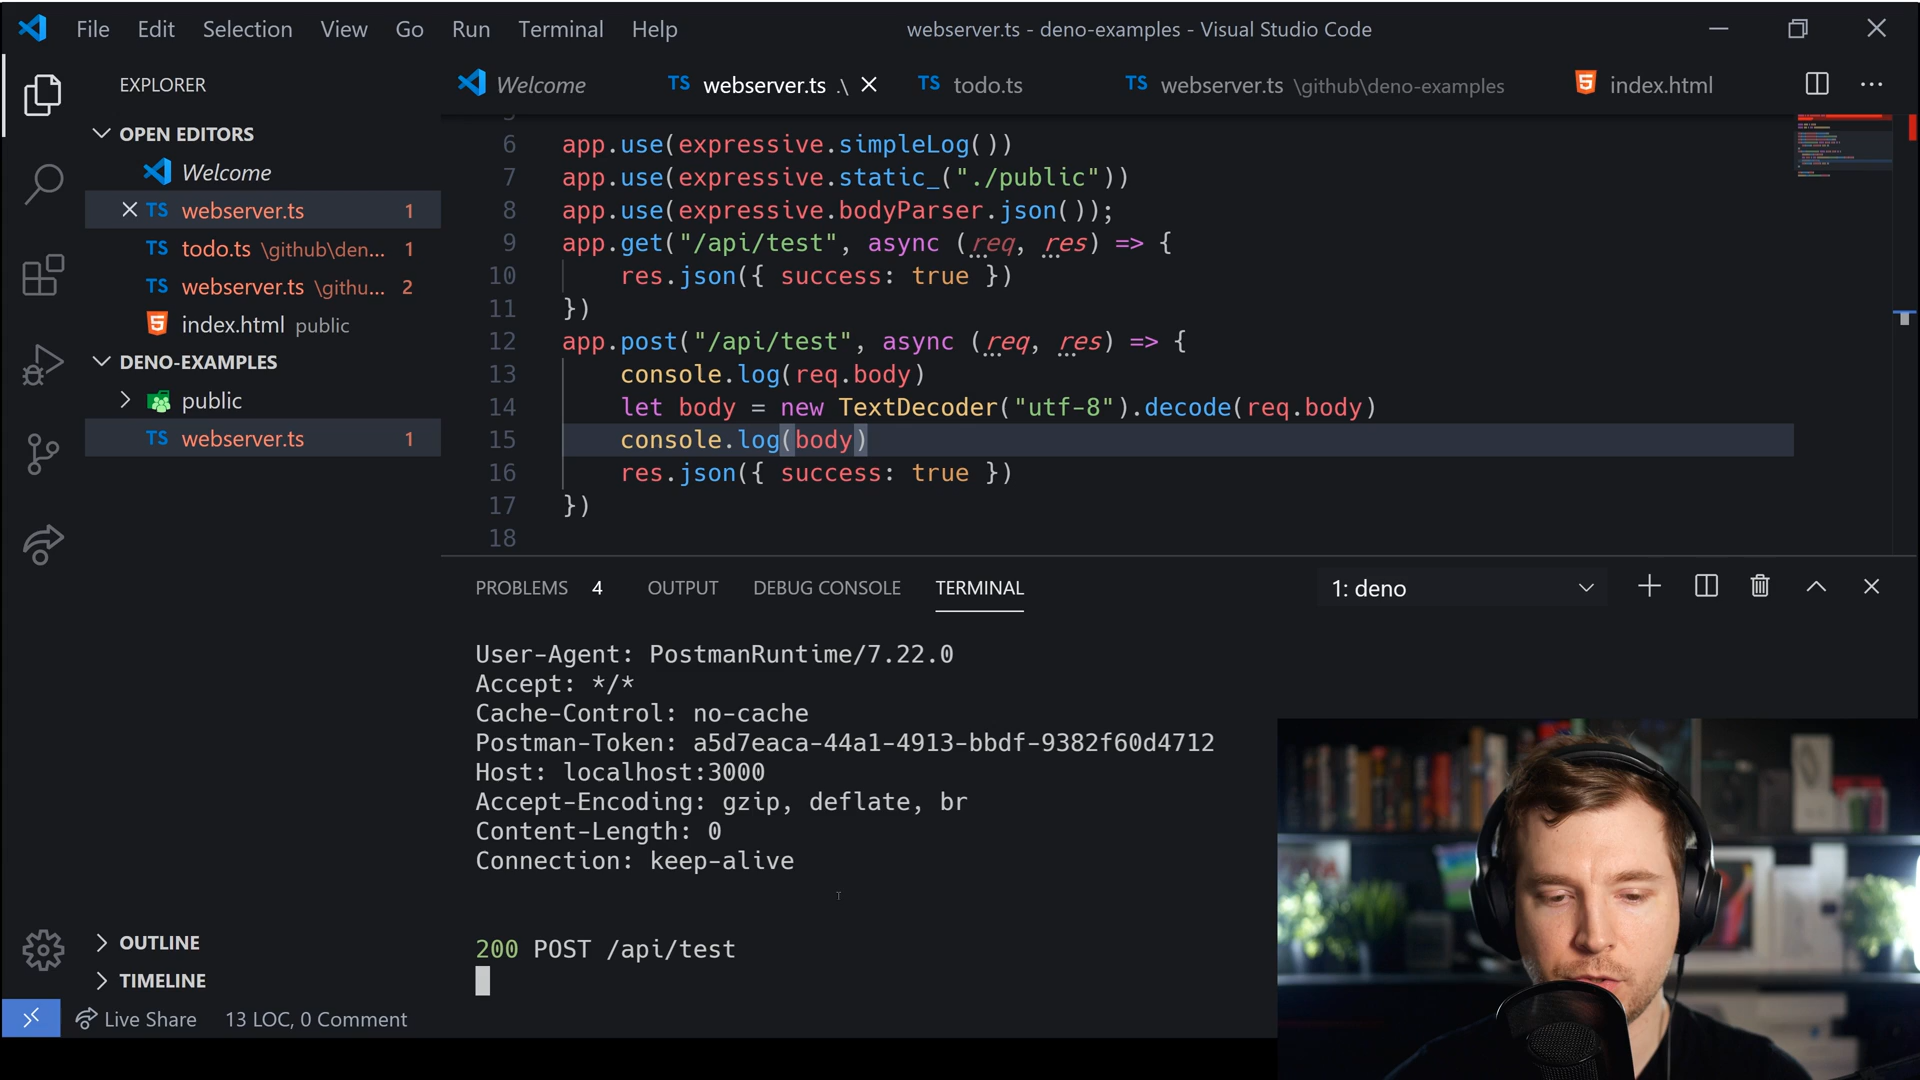 File Edit Selection View Go Run Terminal Help
webserver.ts - deno-examples - Visual Studio Code
EXPLORER
OPEN EDITORS
Welcome
TS webserver.ts 1
TS todo.ts \github\den... 1
TS webserver.ts \githu... 2
index.html public
DENO-EXAMPLES
public
TS webserver.ts 1
OUTLINE
TIMELINE
Welcome
TS webserver.ts .\
TS todo.ts
TS webserver.ts \github\deno-examples
index.html
6 app.use(expressive.simpleLog())
7 app.use(expressive.static_("./public"))
8 app.use(expressive.bodyParser.json());
9 app.get("/api/test", async (req, res) => {
10 res.json({ success: true })
11 })
12 app.post("/api/test", async (req, res) => {
13 console.log(req.body)
14 let body = new TextDecoder("utf-8").decode(req.body)
15 console.log(body)
16 res.json({ success: true })
17 })
18
PROBLEMS 4 OUTPUT DEBUG CONSOLE TERMINAL
1: deno
User-Agent: PostmanRuntime/7.22.0
Accept: */*
Cache-Control: no-cache
Postman-Token: a5d7eaca-44a1-4913-bbdf-9382f60d4712
Host: localhost:3000
Accept-Encoding: gzip, deflate, br
Content-Length: 0
Connection: keep-alive
200 POST /api/test
Live Share 13 LOC, 0 Comment